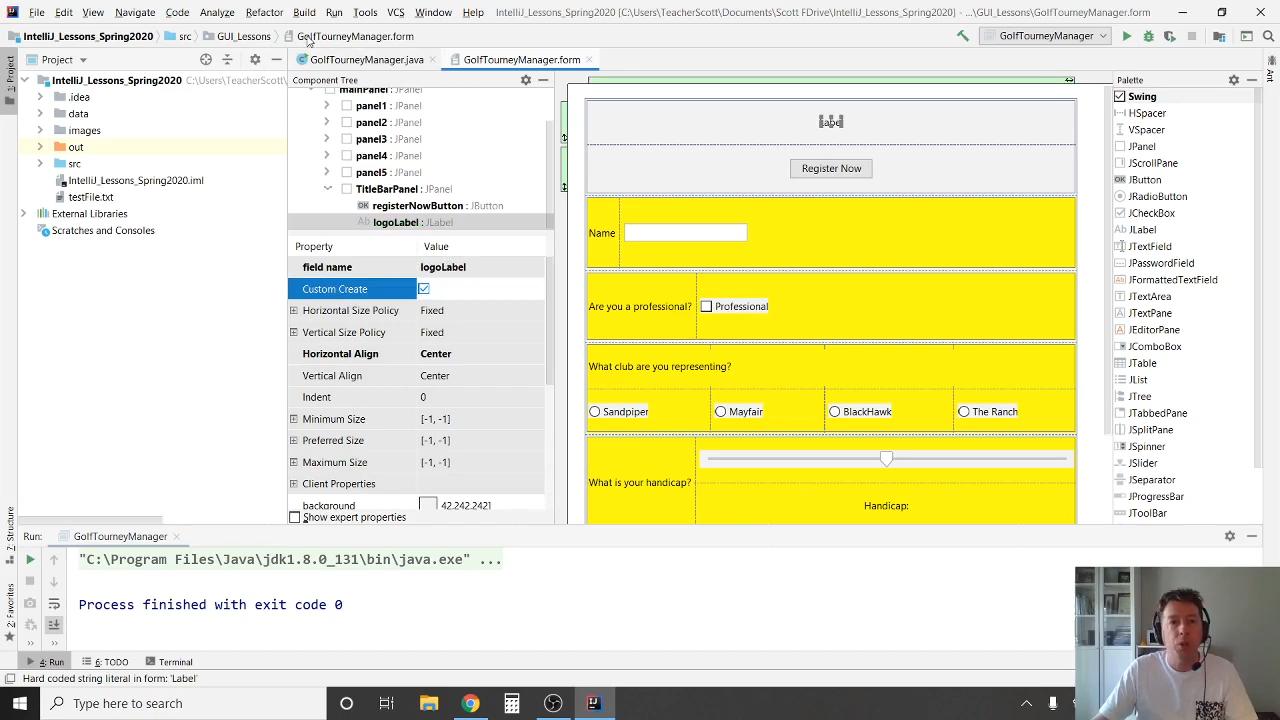 File Edit View Navigate Code Analyze Refactor Build Run Tools VCS Window Help IntelliJ_Lessons_Spring2020 [C:\Users\TeacherScott\Documents\Scott FDrive\IntelliJ_Lessons_Spring2020] - ...\GUI_Lessons\GolfTourneyManager.form
IntelliJ_Lessons_Spring2020 src GUI_Lessons GolfTourneyManager.form GolfTourneyManager
Project GolfTourneyManager.java GolfTourneyManager.form
1: Project
Ant
IntelliJ_Lessons_Spring2020 C:\Users\TeacherScott\
.idea
data
images
out
src
IntelliJ_Lessons_Spring2020.iml
testFile.txt
External Libraries
Scratches and Consoles
Component Tree
mainPanel : JPanel
panel1 : JPanel
panel2 : JPanel
panel3 : JPanel
panel4 : JPanel
panel5 : JPanel
TitleBarPanel : JPanel
registerNowButton : JButton
logoLabel : JLabel
Property Value
field name logoLabel
Custom Create
Horizontal Size Policy Fixed
Vertical Size Policy Fixed
Horizontal Align Center
Vertical Align Center
Indent 0
Minimum Size [-1, -1]
Preferred Size [-1, -1]
Maximum Size [-1, -1]
Client Properties
background 42,242,242]
Show expert properties
Label
Register Now
Name
Are you a professional? Professional
What club are you representing?
Sandpiper Mayfair BlackHawk The Ranch
What is your handicap?
Handicap:
Palette
Swing
HSpacer
VSpacer
JPanel
JScrollPane
JButton
JRadioButton
JCheckBox
JLabel
JTextField
JPasswordField
JFormattedTextField
JTextArea
JTextPane
JEditorPane
JComboBox
JTable
JList
JTree
JTabbedPane
JSplitPane
JSpinner
JSlider
JSeparator
JProgressBar
JToolBar
Z: Structure
2: Favorites
Run: GolfTourneyManager
"C:\Program Files\Java\jdk1.8.0_131\bin\java.exe" ...
Process finished with exit code 0
4: Run 6: TODO Terminal
Hard coded string literal in form: 'Label'
Type here to search